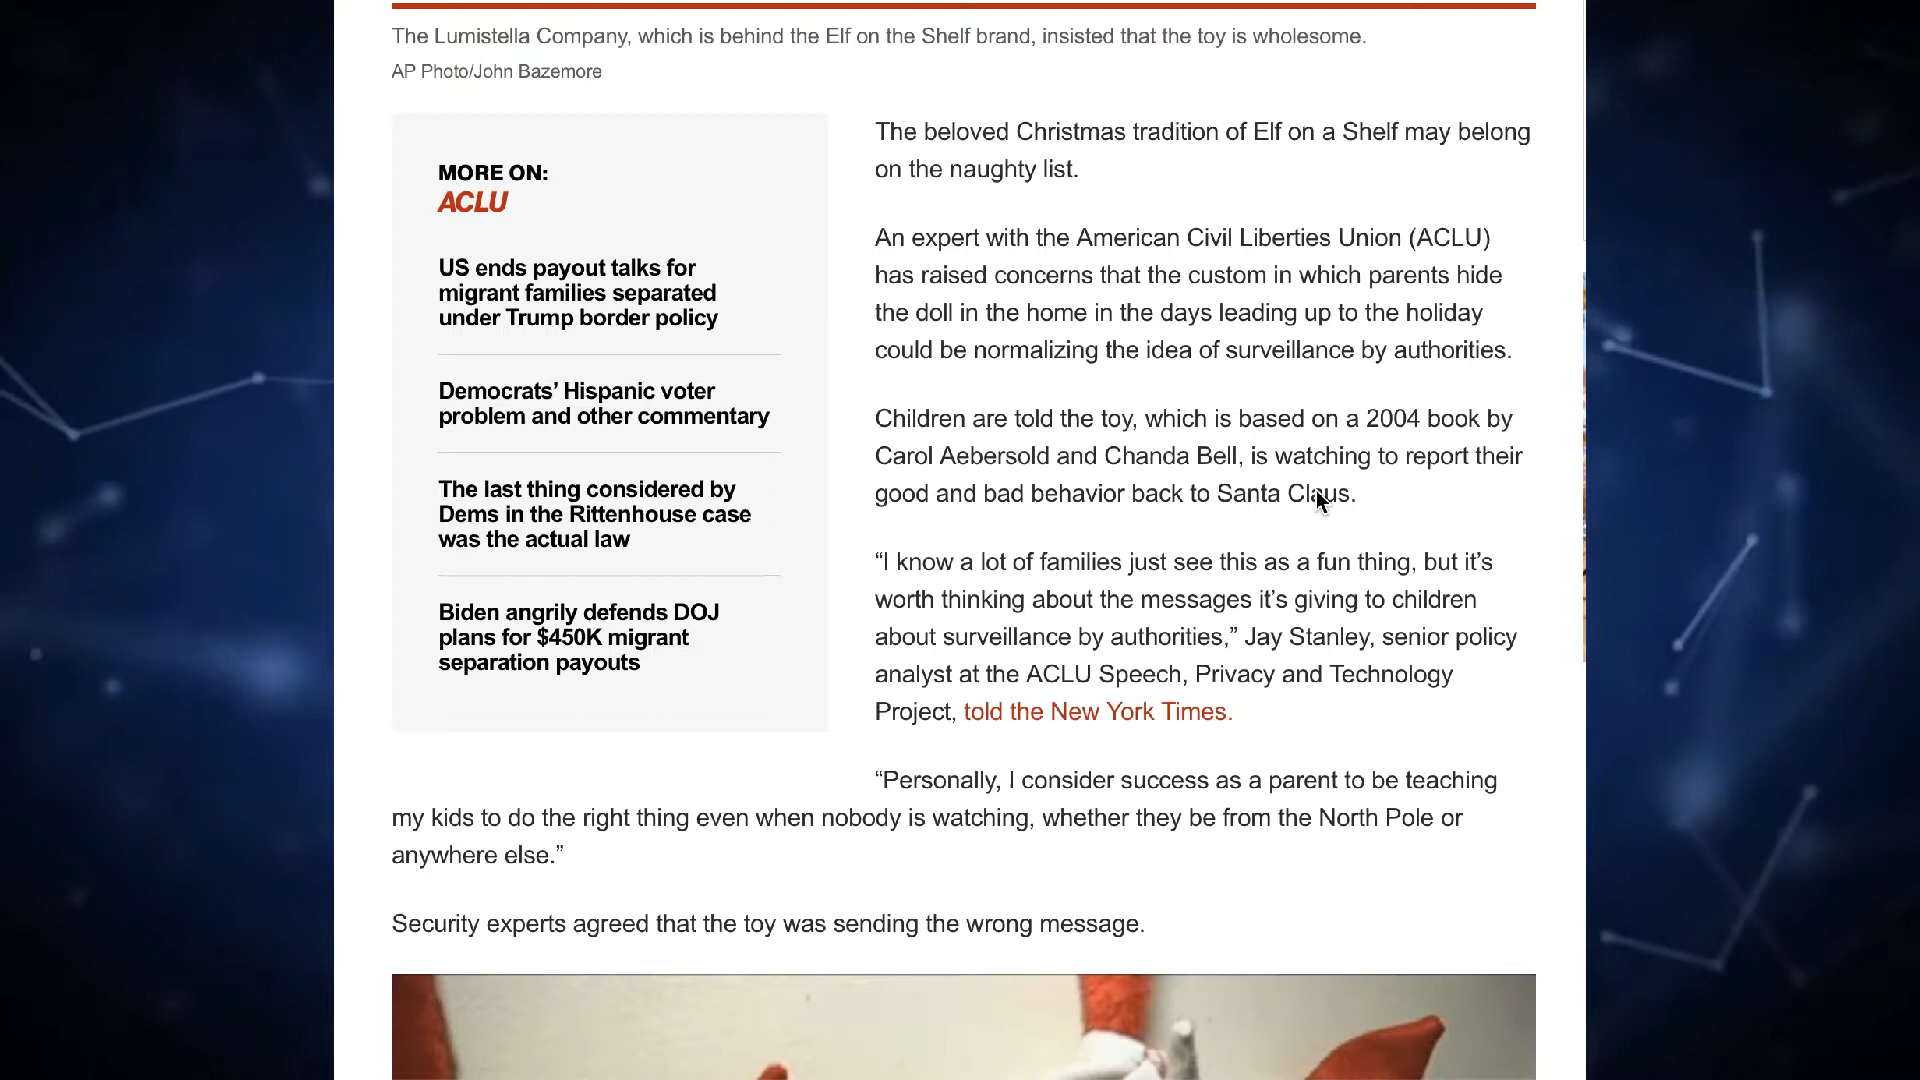 The Lumistella Company, which is behind the Elf on the Shelf brand, insisted that the toy is wholesome.
AP Photo/John Bazemore
MORE ON:
ACLU
US ends payout talks for
migrant families separated
under Trump border policy
Democrats’ Hispanic voter
problem and other commentary
The last thing considered by
Dems in the Rittenhouse case
was the actual law
Biden angrily defends DOJ
plans for $450K migrant
separation payouts
The beloved Christmas tradition of Elf on a Shelf may belong
on the naughty list.
An expert with the American Civil Liberties Union (ACLU)
has raised concerns that the custom in which parents hide
the doll in the home in the days leading up to the holiday
could be normalizing the idea of surveillance by authorities.
Children are told the toy, which is based on a 2004 book by
Carol Aebersold and Chanda Bell, is watching to report their
good and bad behavior back to Santa Claus.
“I know a lot of families just see this as a fun thing, but it’s
worth thinking about the messages it’s giving to children
about surveillance by authorities,” Jay Stanley, senior policy
analyst at the ACLU Speech, Privacy and Technology
Project, told the New York Times.
“Personally, I consider success as a parent to be teaching
my kids to do the right thing even when nobody is watching, whether they be from the North Pole or
anywhere else.”
Security experts agreed that the toy was sending the wrong message.